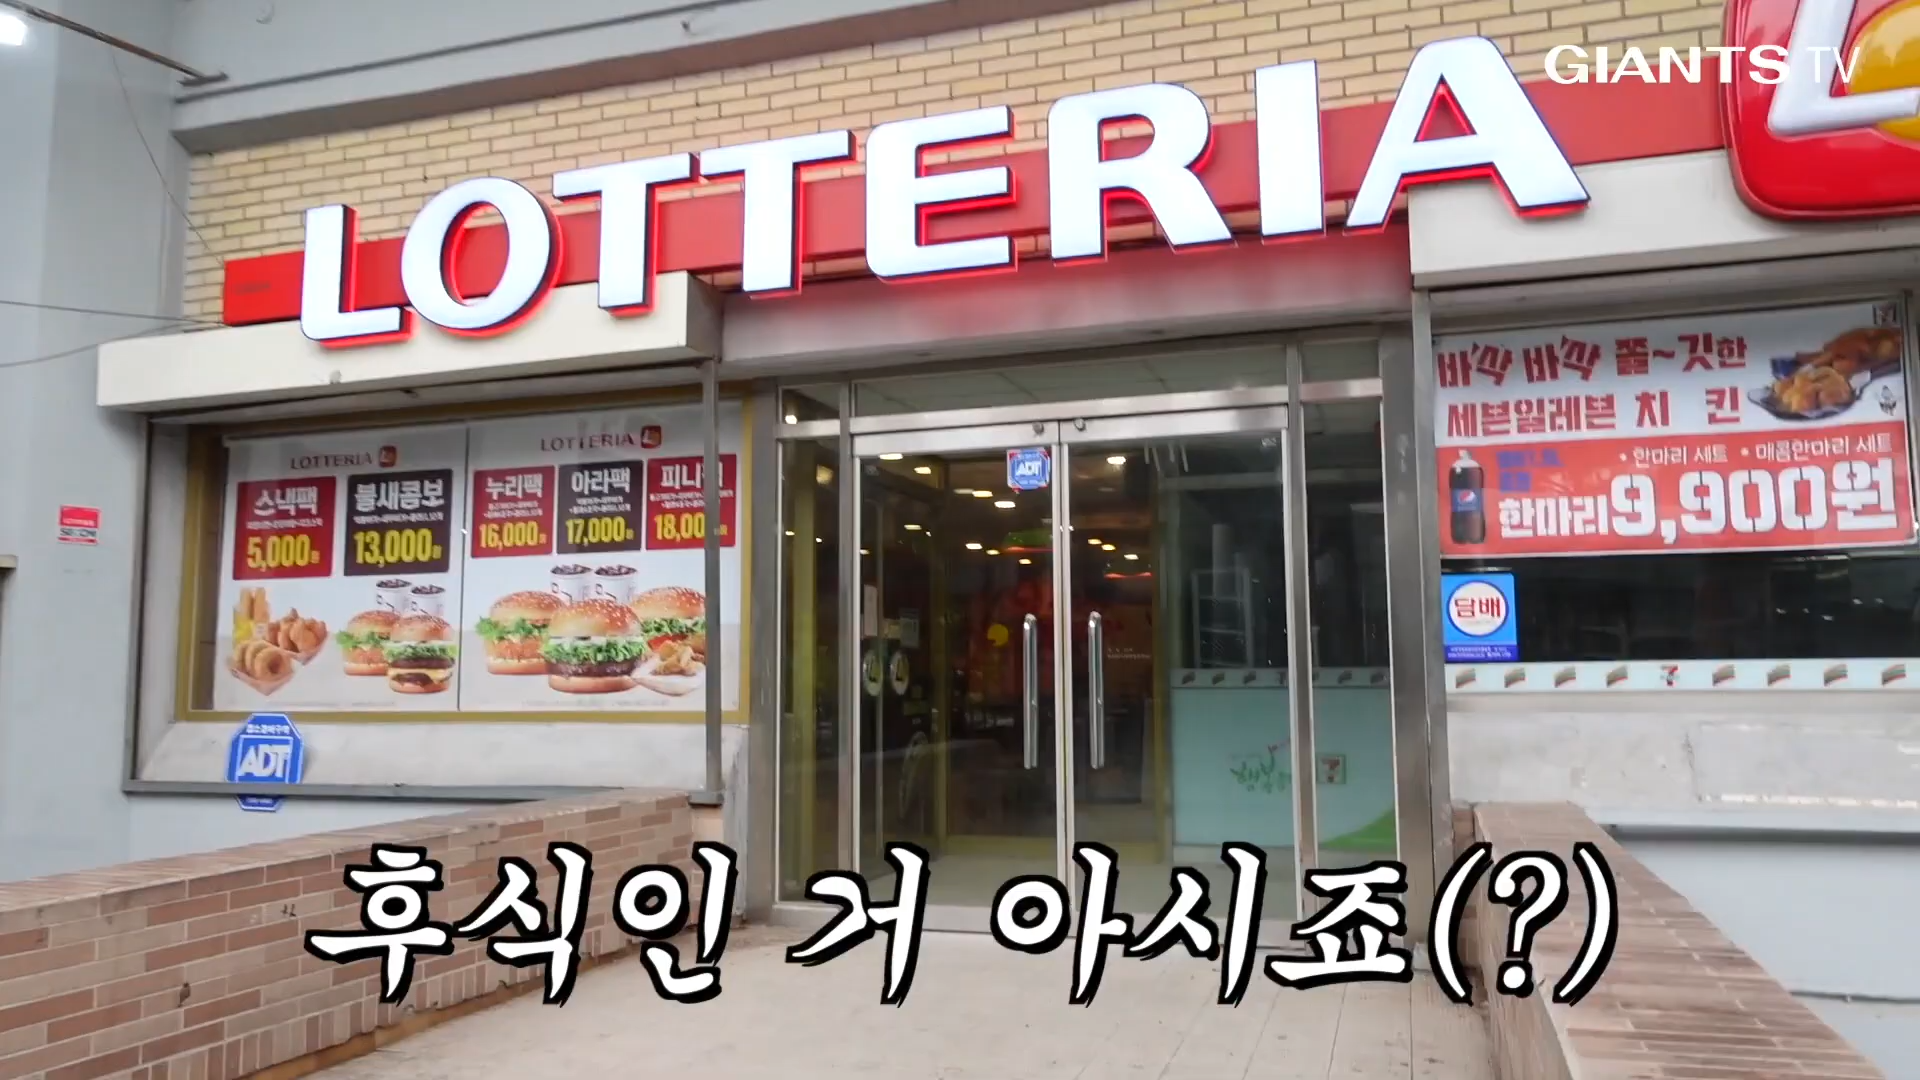 GIANTS TV
LOTTERIA
LOTTERIA
LOTTERIA
스낵팩
5,000원
불새콤보
13,000원
누리팩
16,000원
아라팩
17,000원
피니
18,00
바삭 바삭 쫄~깃한
세븐일레븐 치 킨
• 한마리 세트 • 매콤한마리 세트
한마리 9,900원
pepsi
담배
ADT
ADT
7
후식인 거 아시죠(?)